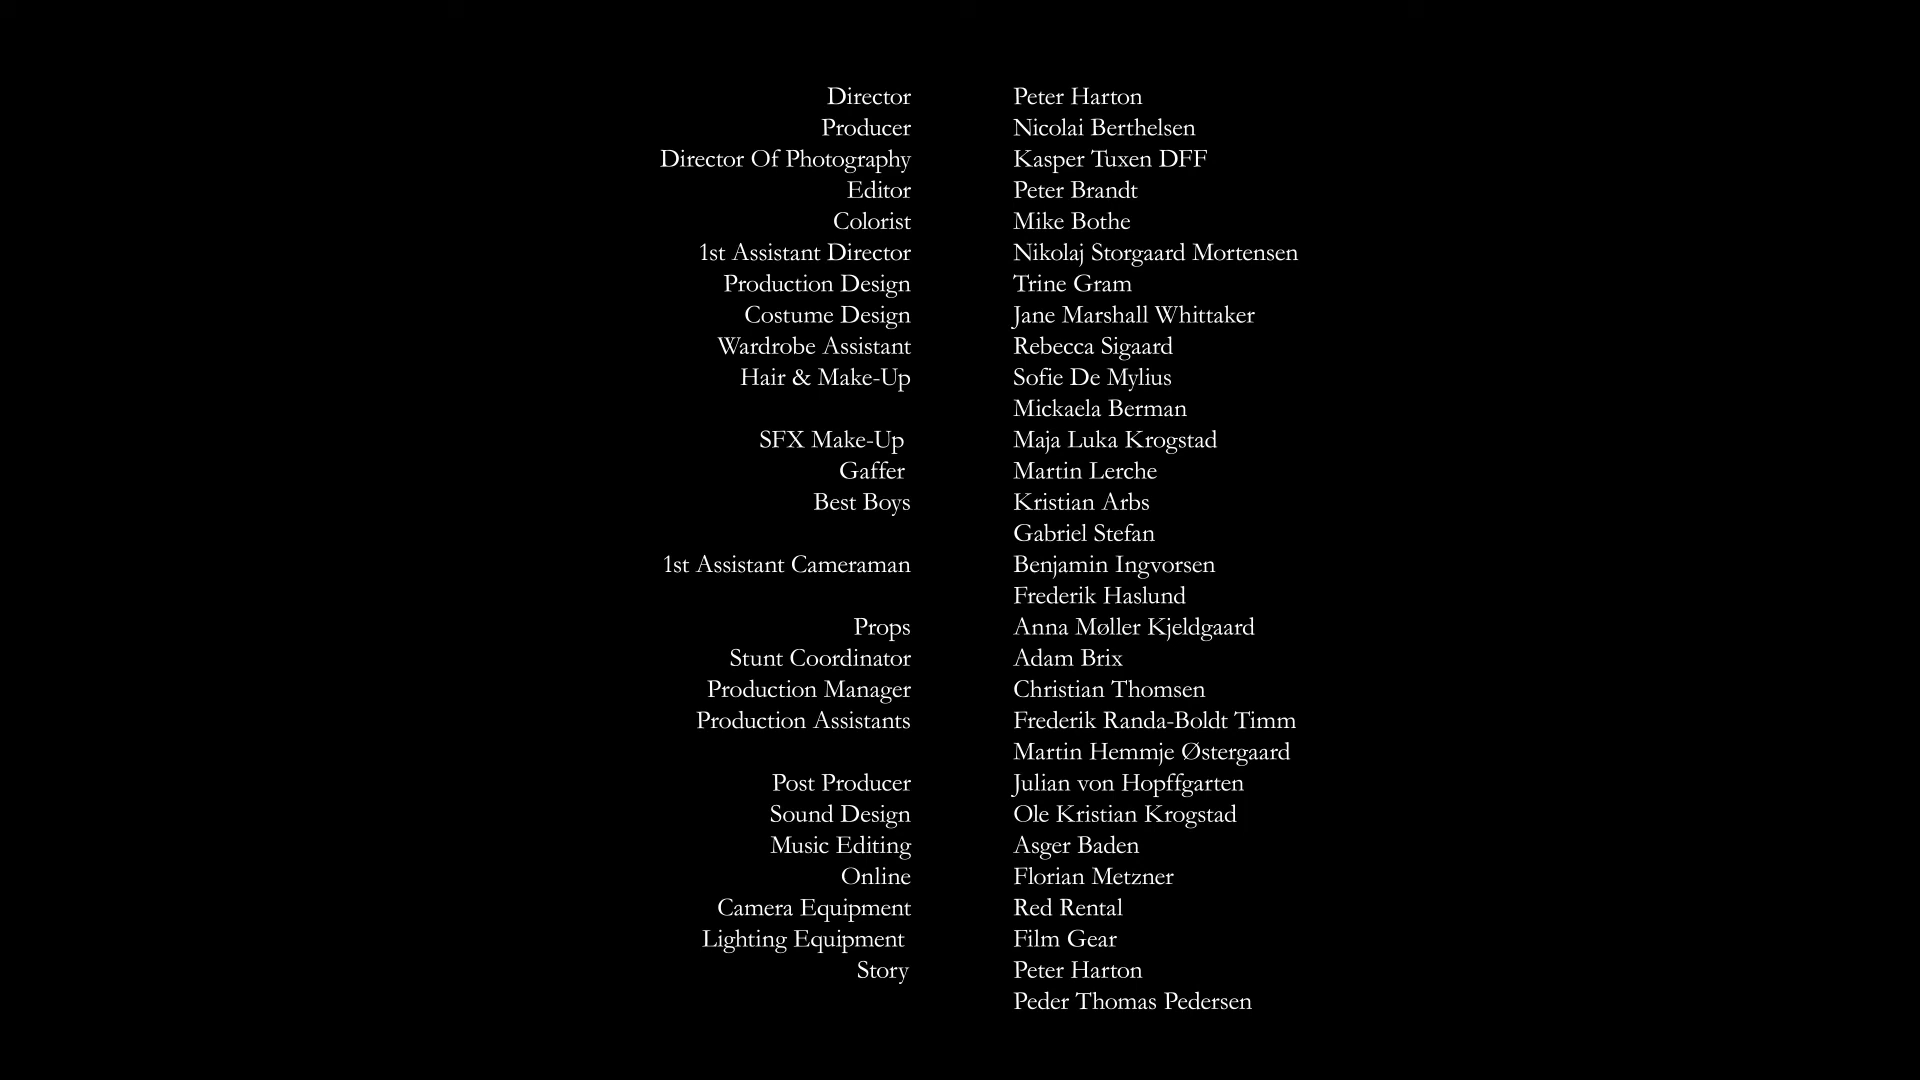 Director Peter Harton
Producer Nicolai Berthelsen
Director Of Photography Kasper Tuxen DFF
Editor Peter Brandt
Colorist Mike Bothe
1st Assistant Director Nikolaj Storgaard Mortensen
Production Design Trine Gram
Costume Design Jane Marshall Whittaker
Wardrobe Assistant Rebecca Sigaard
Hair & Make-Up Sofie De Mylius
Mickaela Berman
SFX Make-Up Maja Luka Krogstad
Gaffer Martin Lerche
Best Boys Kristian Arbs
Gabriel Stefan
1st Assistant Cameraman Benjamin Ingvorsen
Frederik Haslund
Props Anna Møller Kjeldgaard
Stunt Coordinator Adam Brix
Production Manager Christian Thomsen
Production Assistants Frederik Randa-Boldt Timm
Martin Hemmje Østergaard
Post Producer Julian von Hopffgarten
Sound Design Ole Kristian Krogstad
Music Editing Asger Baden
Online Florian Metzner
Camera Equipment Red Rental
Lighting Equipment Film Gear
Story Peter Harton
Peder Thomas Pedersen